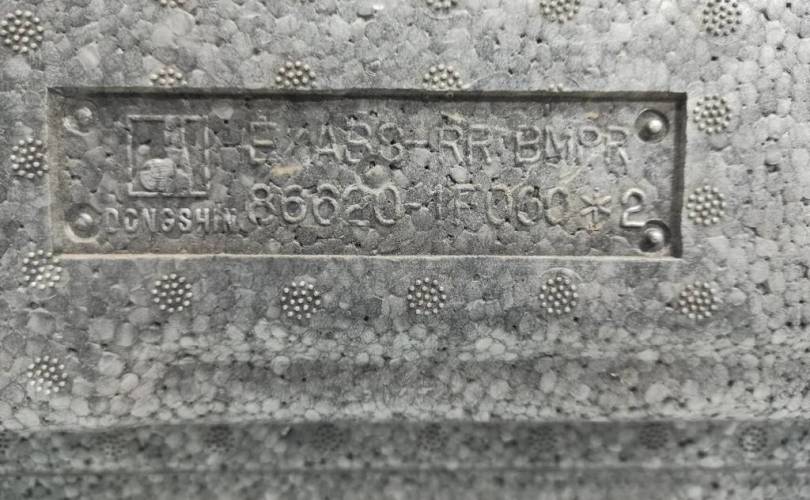 E/ABS-RR BMPR
DONGSHIN 86620-1F060*2